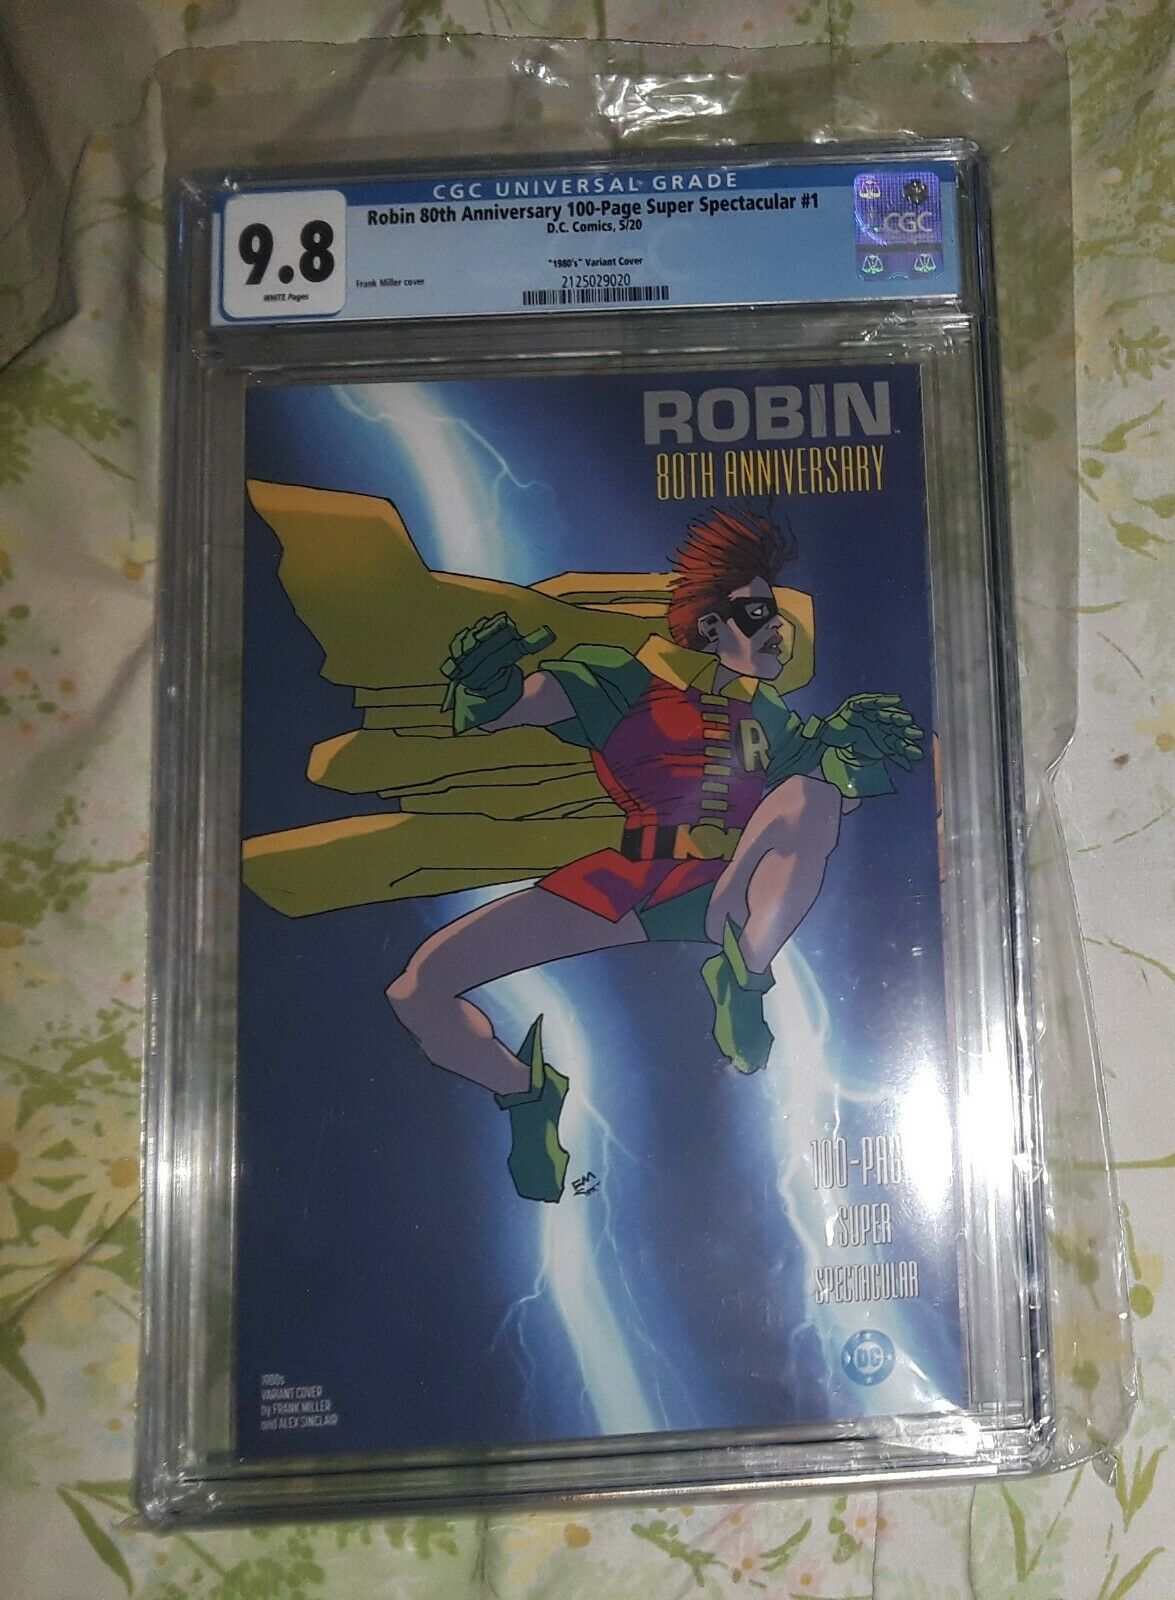 CGC UNIVERSAL GRADE
9.8
WHITE Pages
Robin 80th Anniversary 100-Page Super Spectacular #1
D.C. Comics, 5/20
"1980's" Variant Cover
Frank Miller cover
2125029020
CGC
ROBIN™
80TH ANNIVERSARY
R
FM
100-PAGE
SUPER
SPECTACULAR
DC
1980s
VARIANT COVER
by FRANK MILLER
and ALEX SINCLAIR